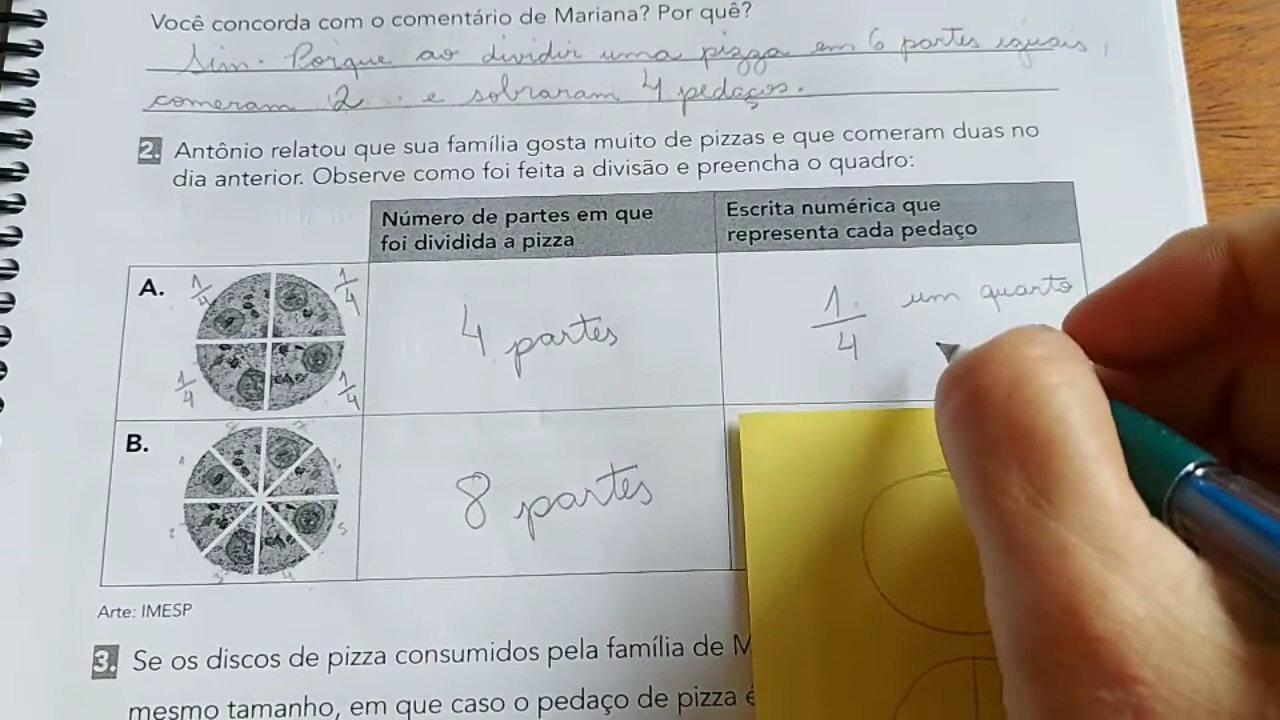 Você concorda com o comentário de Mariana? Por quê?
Sim. Porque ao dividir uma pizza em 6 partes iguais,
comeram 2 e sobraram 4 pedaços.
2. Antônio relatou que sua família gosta muito de pizzas e que comeram duas no
dia anterior. Observe como foi feita a divisão e preencha o quadro:
Número de partes em que
foi dividida a pizza
Escrita numérica que
representa cada pedaço
A.
1/4
1/4
1/4
1/4
4 partes
1/4 um quarto
B.
8 partes
Arte: IMESP
3. Se os discos de pizza consumidos pela família de
mesmo tamanho, em que caso o pedaço de pizza é